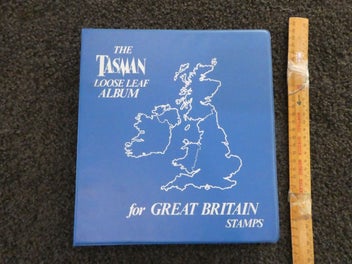 THE
TASMAN
LOOSE LEAF
ALBUM
for GREAT BRITAIN
STAMPS